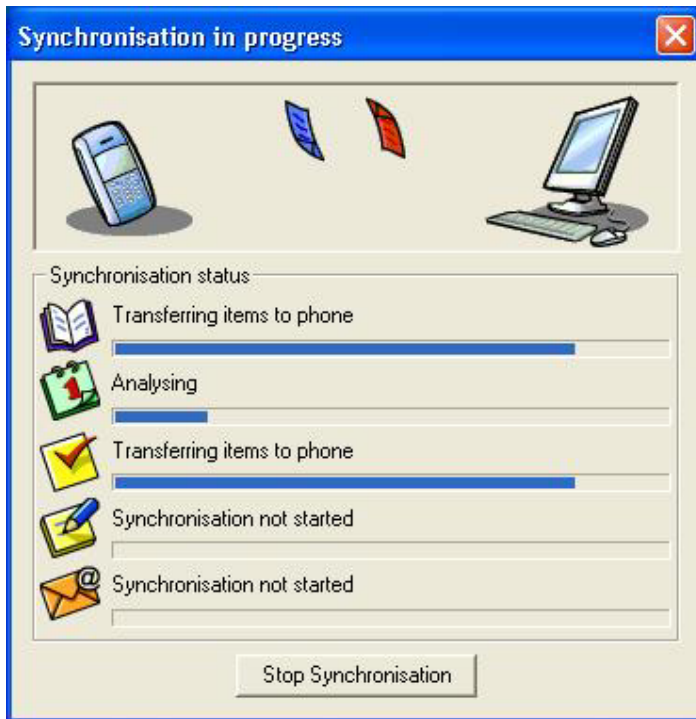 Synchronisation in progress
Synchronisation status
Transferring items to phone
1
Analysing
Transferring items to phone
Synchronisation not started
@
Synchronisation not started
Stop Synchronisation